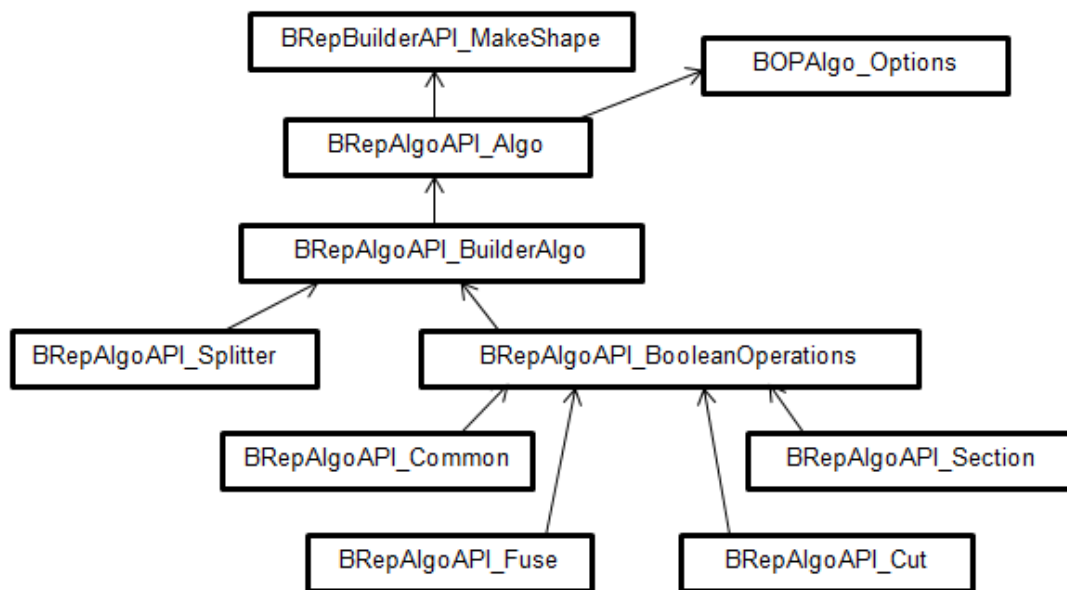 BRepBuilderAPI_MakeShape
BOPAlgo_Options
BRepAlgoAPI_Algo
BRepAlgoAPI_BuilderAlgo
BRepAlgoAPI_Splitter
BRepAlgoAPI_BooleanOperations
BRepAlgoAPI_Common
BRepAlgoAPI_Section
BRepAlgoAPI_Fuse
BRepAlgoAPI_Cut